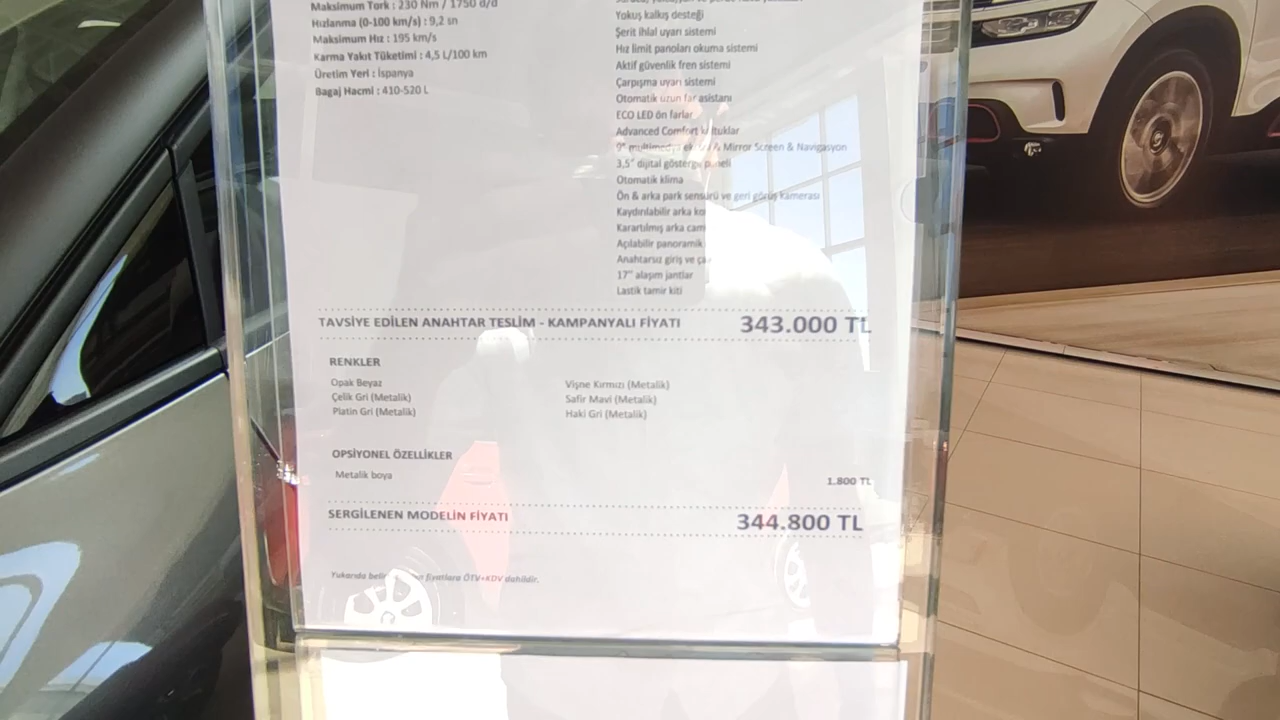 Maksimum Tork : 230 Nm / 1750 d/d
Hızlanma (0-100 km/s) : 9,2 sn
Maksimum Hız : 195 km/s
Karma Yakıt Tüketimi : 4,5 L/100 km
Üretim Yeri : İspanya
Bagaj Hacmi : 410-520 L
Yokuş kalkış desteği
Şerit ihlal uyarı sistemi
Hız limit panoları okuma sistemi
Aktif güvenlik fren sistemi
Çarpışma uyarı sistemi
Otomatik uzun far asistanı
ECO LED ön farlar
Advanced Comfort koltuklar
9" multimedya & Mirror Screen & Navigasyon
3,5" dijital gösterge paneli
Otomatik klima
Ön & arka park sensürü ve geri görüş kamerası
Kaydırılabilir arka
Karartılmış arka cam
Açılabilir panoramik
Anahtarsız giriş ve
17" alaşım jantlar
Lastik tamir kiti
TAVSİYE EDİLEN ANAHTAR TESLİM - KAMPANYALI FİYATI 343.000 TL
RENKLER
Opak Beyaz
Çelik Gri (Metalik)
Platin Gri (Metalik)
Vişne Kırmızı (Metalik)
Safir Mavi (Metalik)
Haki Gri (Metalik)
OPSİYONEL ÖZELLİKLER
Metalik boya 1.800 TL
SERGİLENEN MODELİN FİYATI 344.800 TL
Yukarıda fiyatlara ÖTV+KDV dahildir.